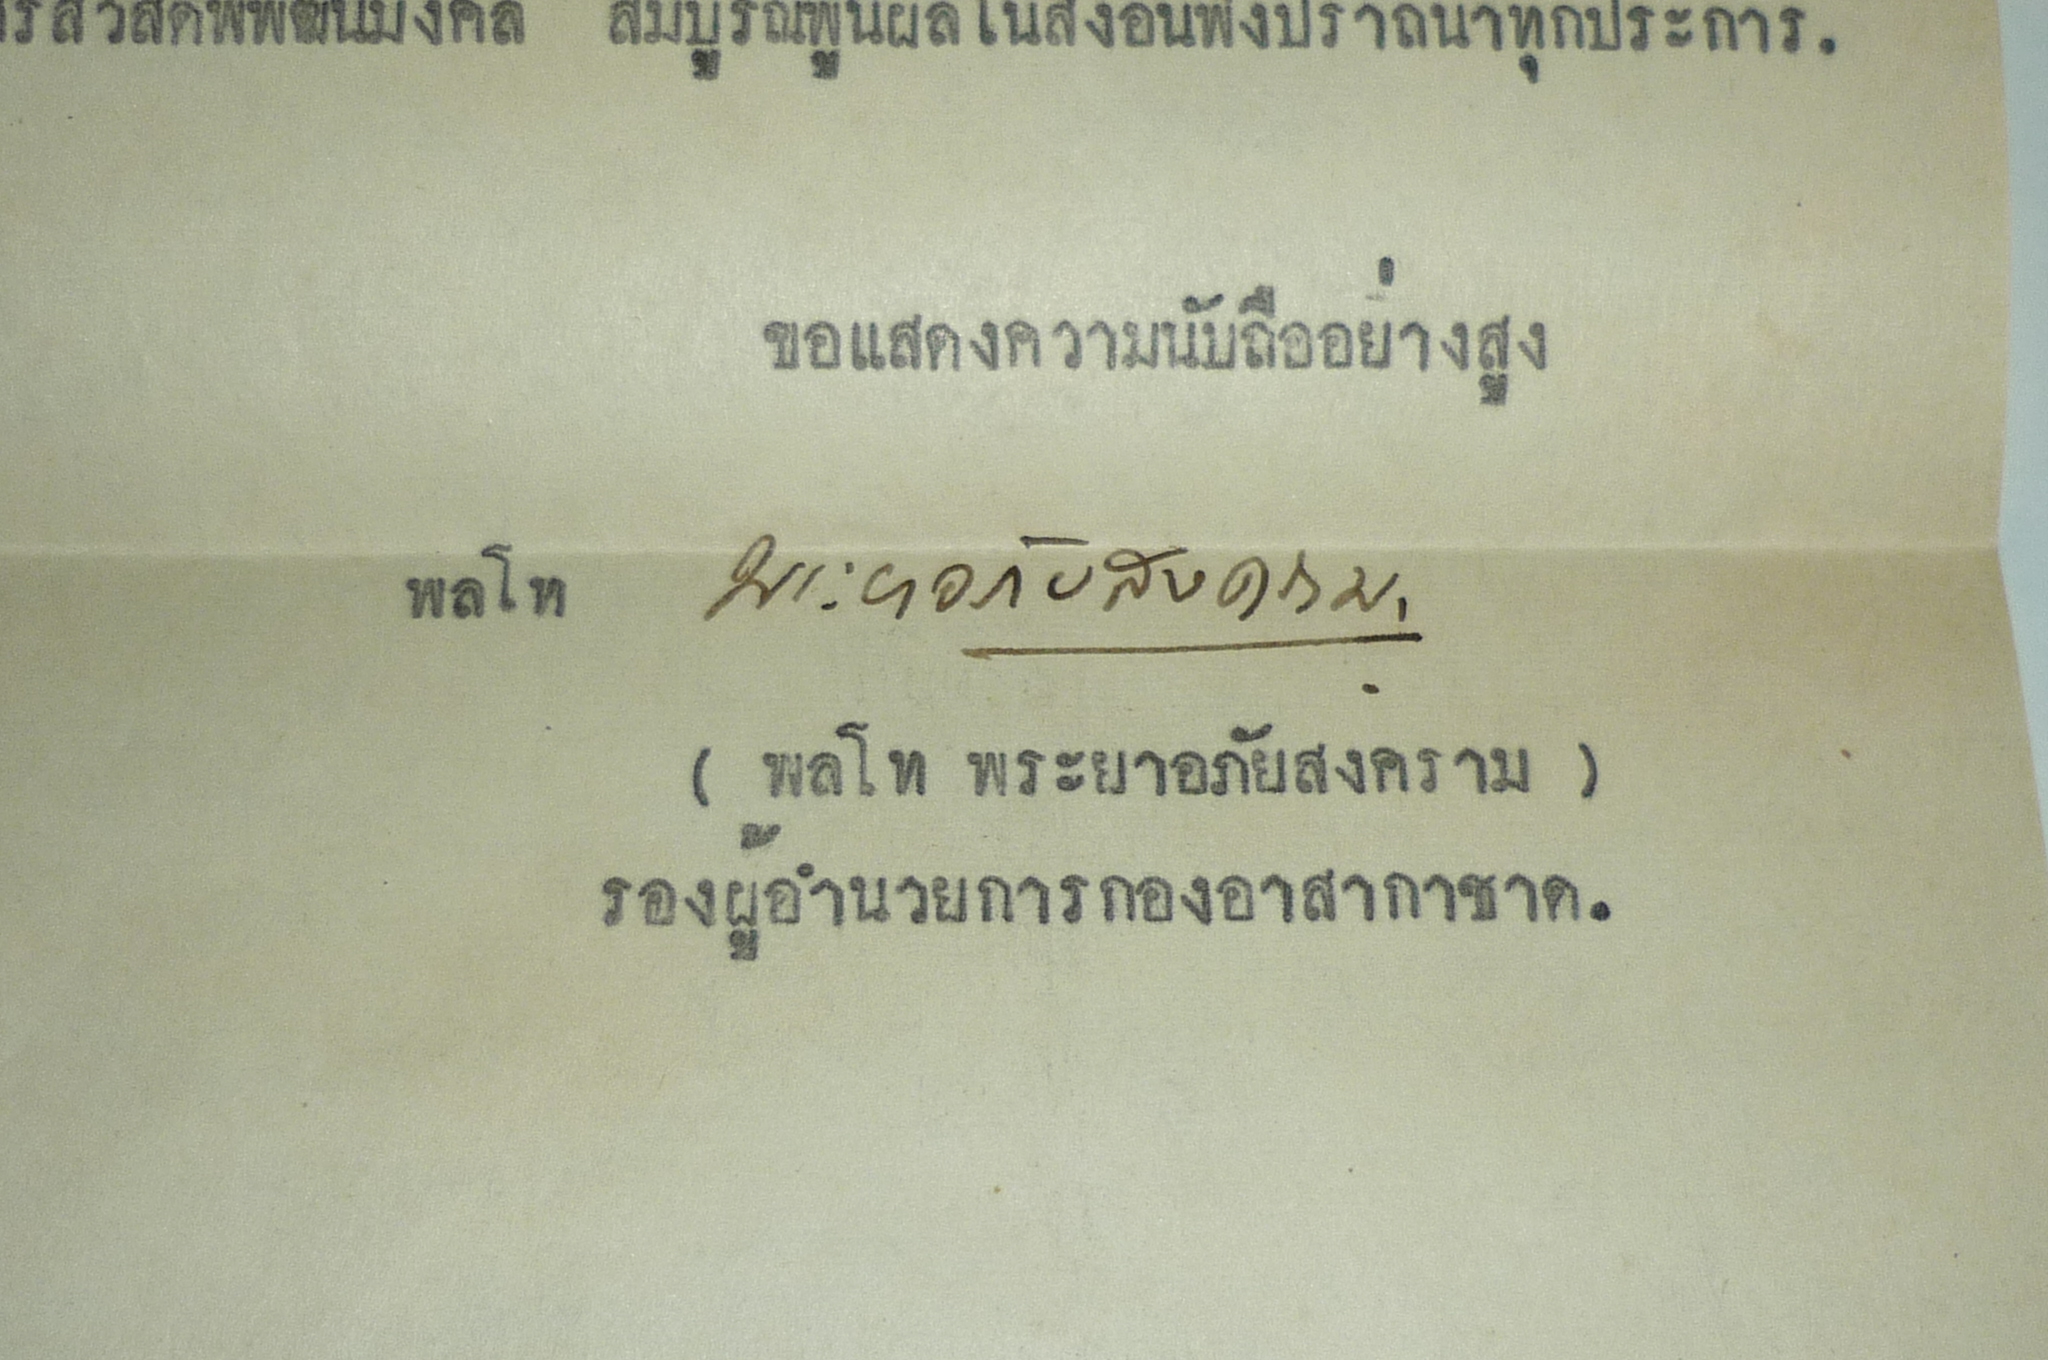 สวัสดิพิพัฒน์มงคล สมบูรณพูนผลในสิ่งอันพึงปราถนาทุกประการ.
ขอแสดงความนับถืออย่างสูง
พลโท พระยาอภัยสงคราม.
( พลโท พระยาอภัยสงคราม )
รองผู้อำนวยการกองอาสากาชาด.